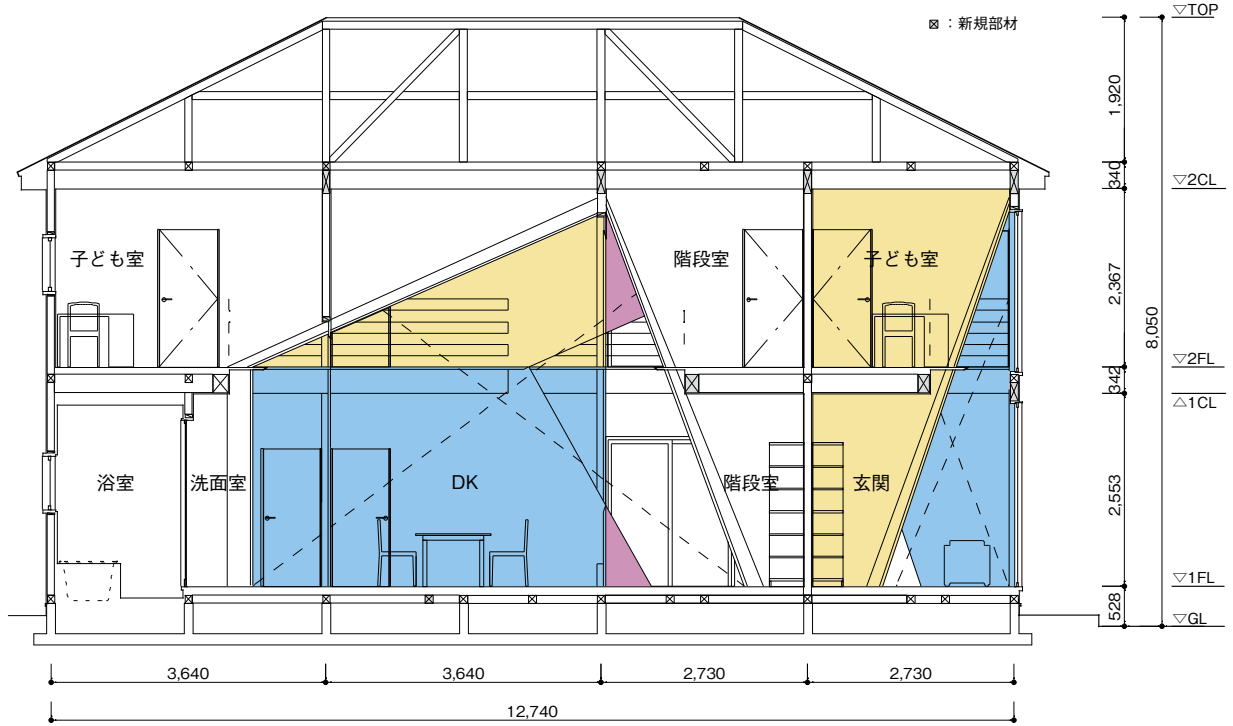 ▽TOP
⊠：新規部材
1,920
340
▽2CL
子ども室
階段室
子ども室
2,367
8,050
▽2FL
342
△1CL
浴室
洗面室
DK
階段室
玄関
2,553
▽1FL
528
▽GL
3,640
3,640
2,730
2,730
12,740